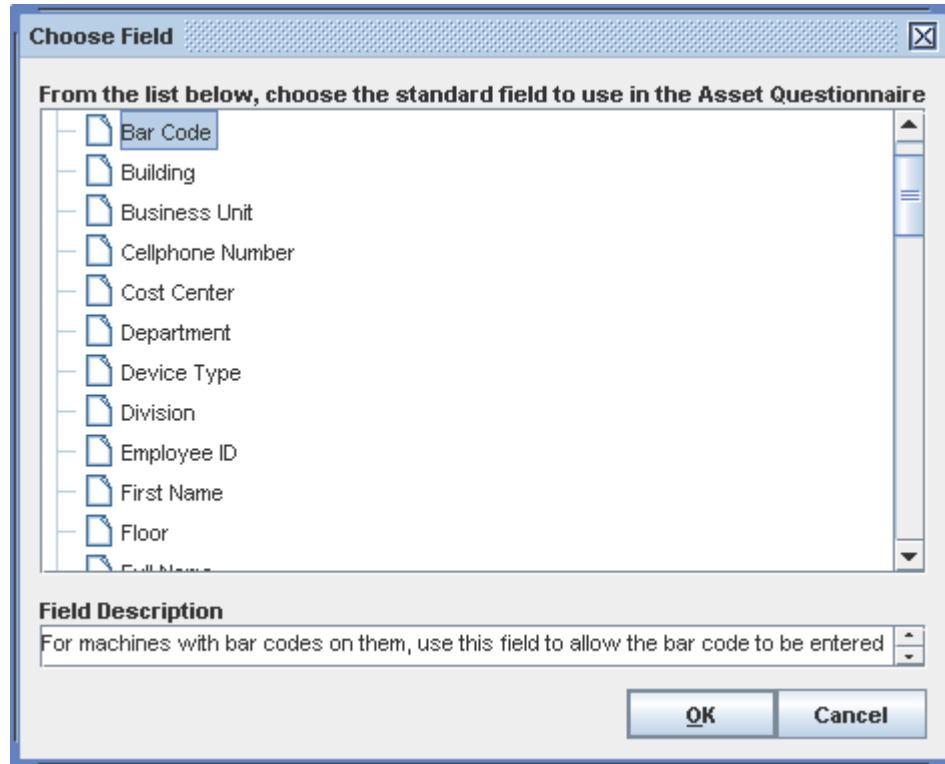 Choose Field
From the list below, choose the standard field to use in the Asset Questionnaire
Bar Code
Building
Business Unit
Cellphone Number
Cost Center
Department
Device Type
Division
Employee ID
First Name
Floor
Full Name
Field Description
For machines with bar codes on them, use this field to allow the bar code to be entered
OK
Cancel